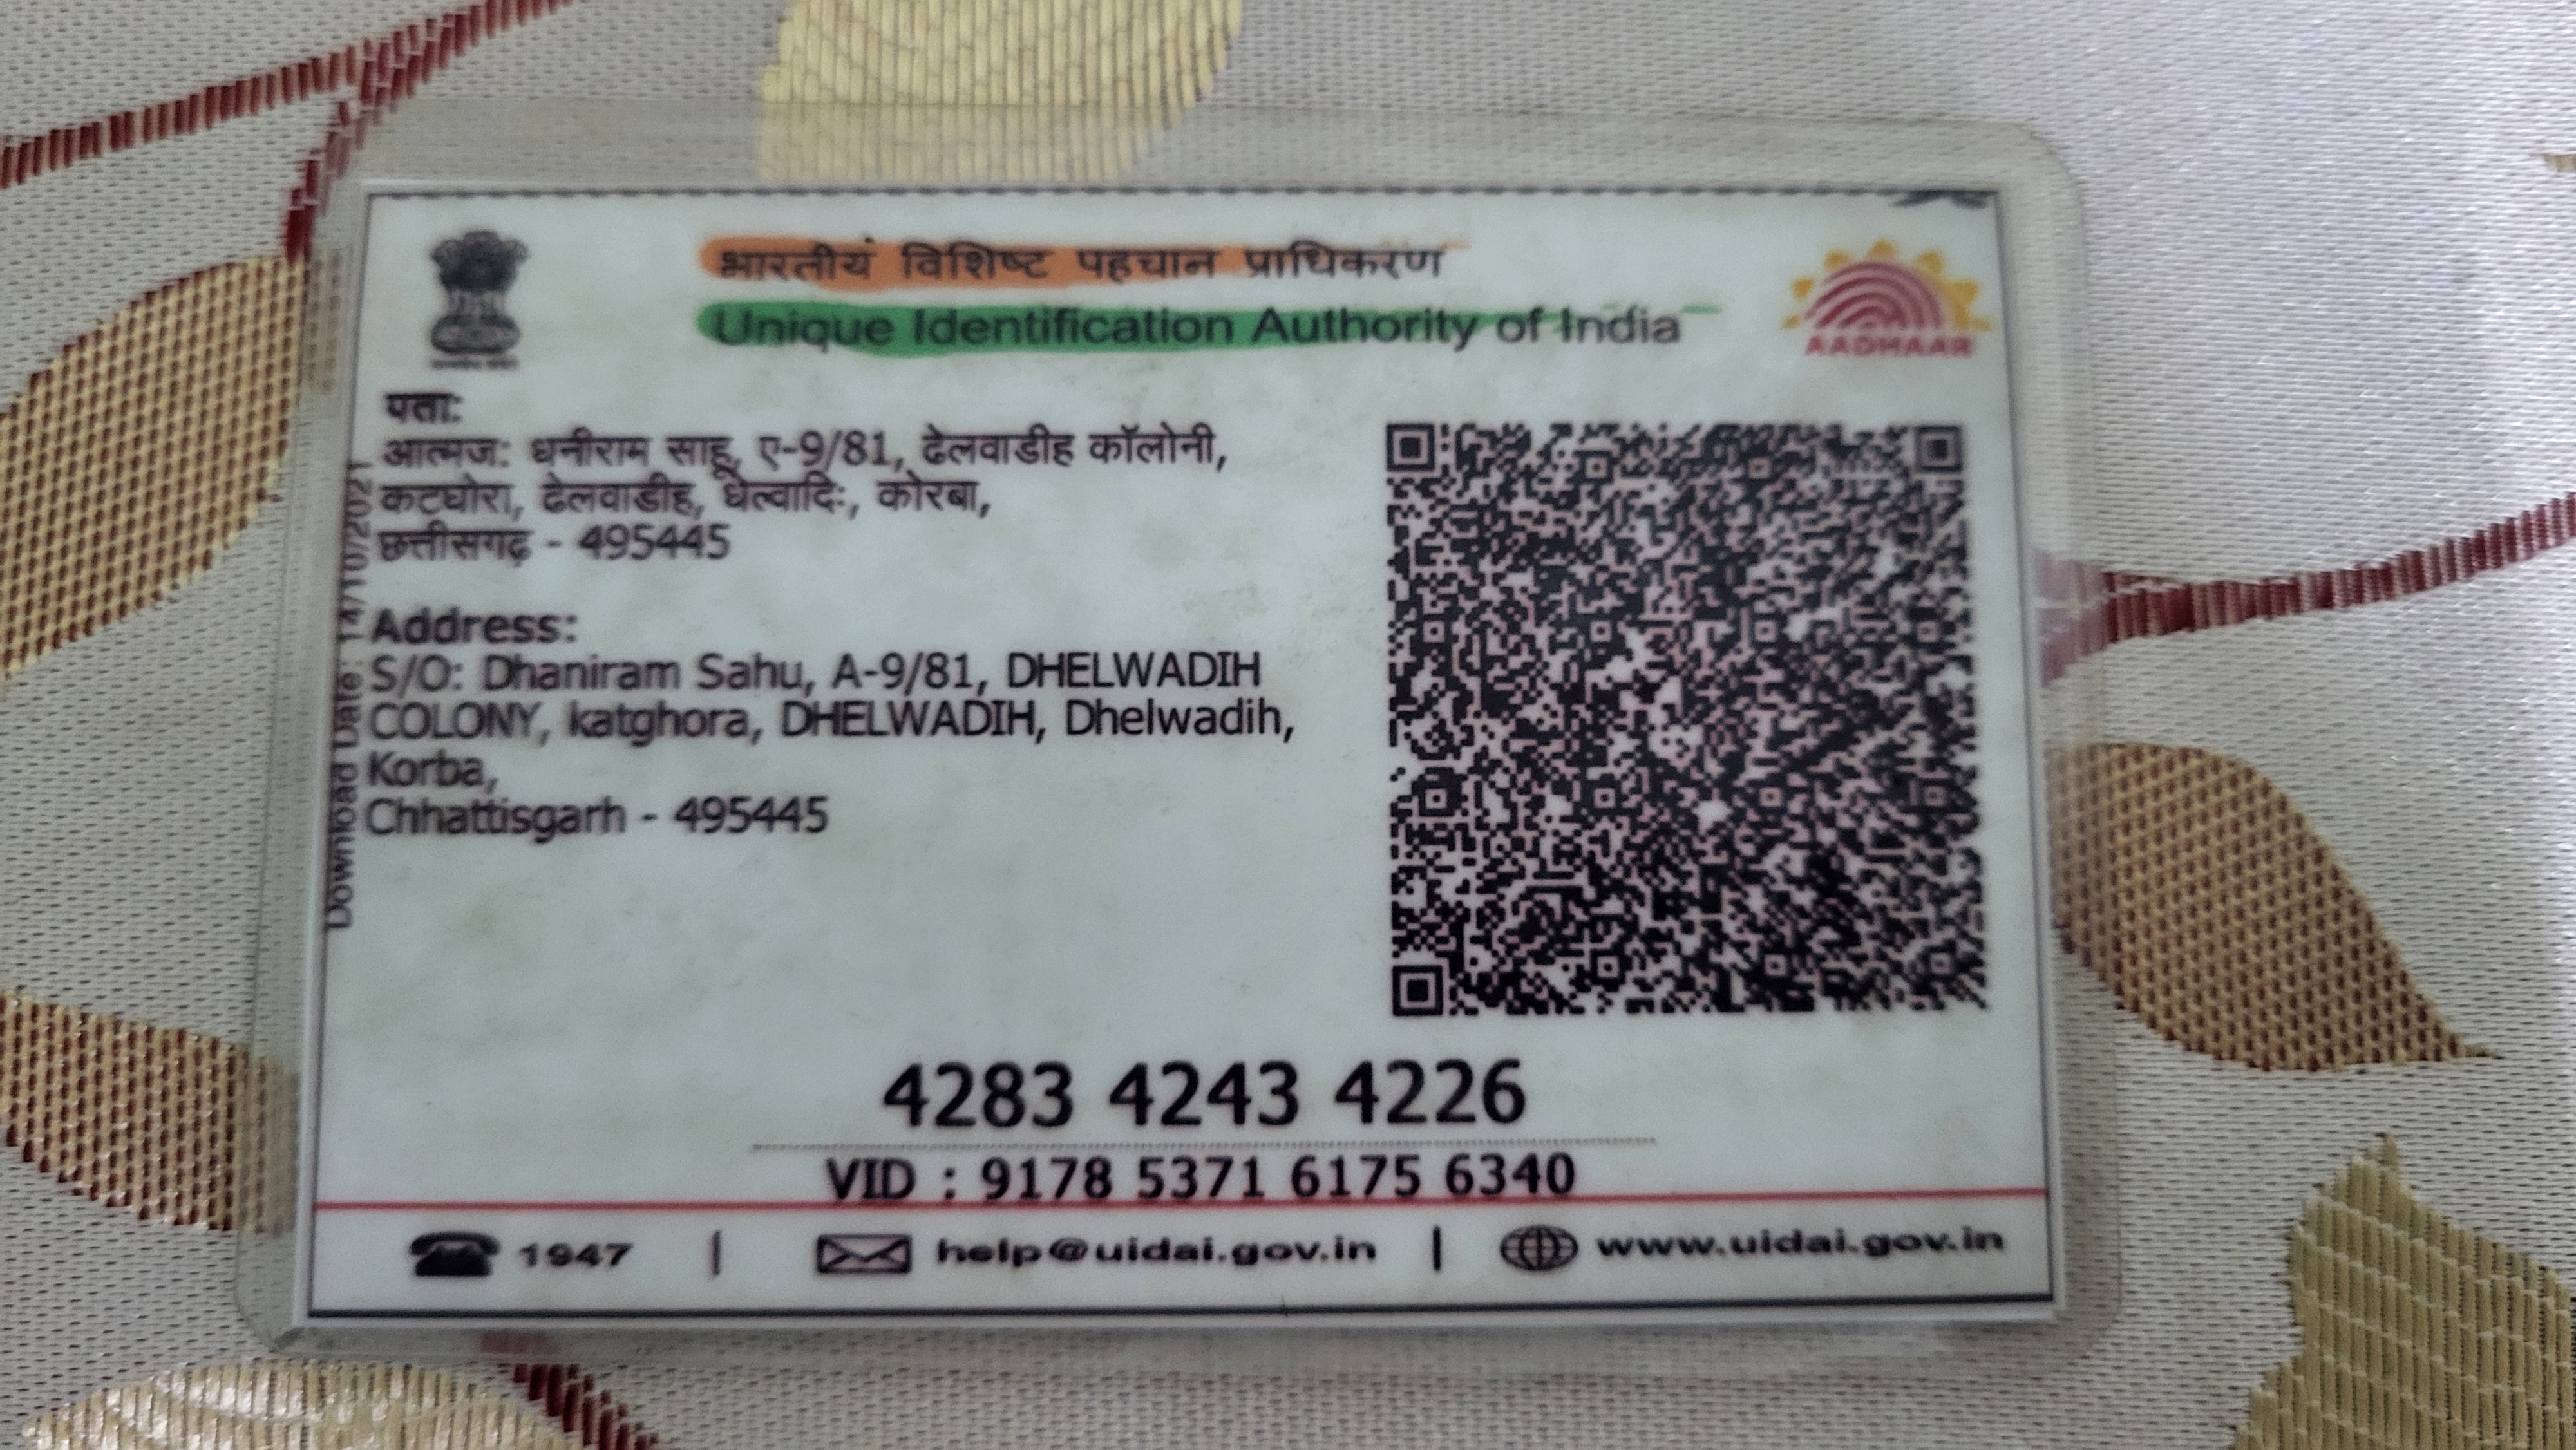 भारतीय विशिष्ट पहचान प्राधिकरण
Unique Identification Authority of India
AADHAAR
पता:
आत्मज: धनीराम साहू, ए-9/81, ढेलवाडीह कॉलोनी,
कटघोरा, ढेलवाडीह, धेल्वादिः, कोरबा,
छत्तीसगढ़ - 495445
Address:
S/O: Dhaniram Sahu, A-9/81, DHELWADIH
COLONY, katghora, DHELWADIH, Dhelwadih,
Korba,
Chhattisgarh - 495445
Download Date: 14/10/2021
4283 4243 4226
VID : 9178 5371 6175 6340
1947 | help@uidai.gov.in | www.uidai.gov.in